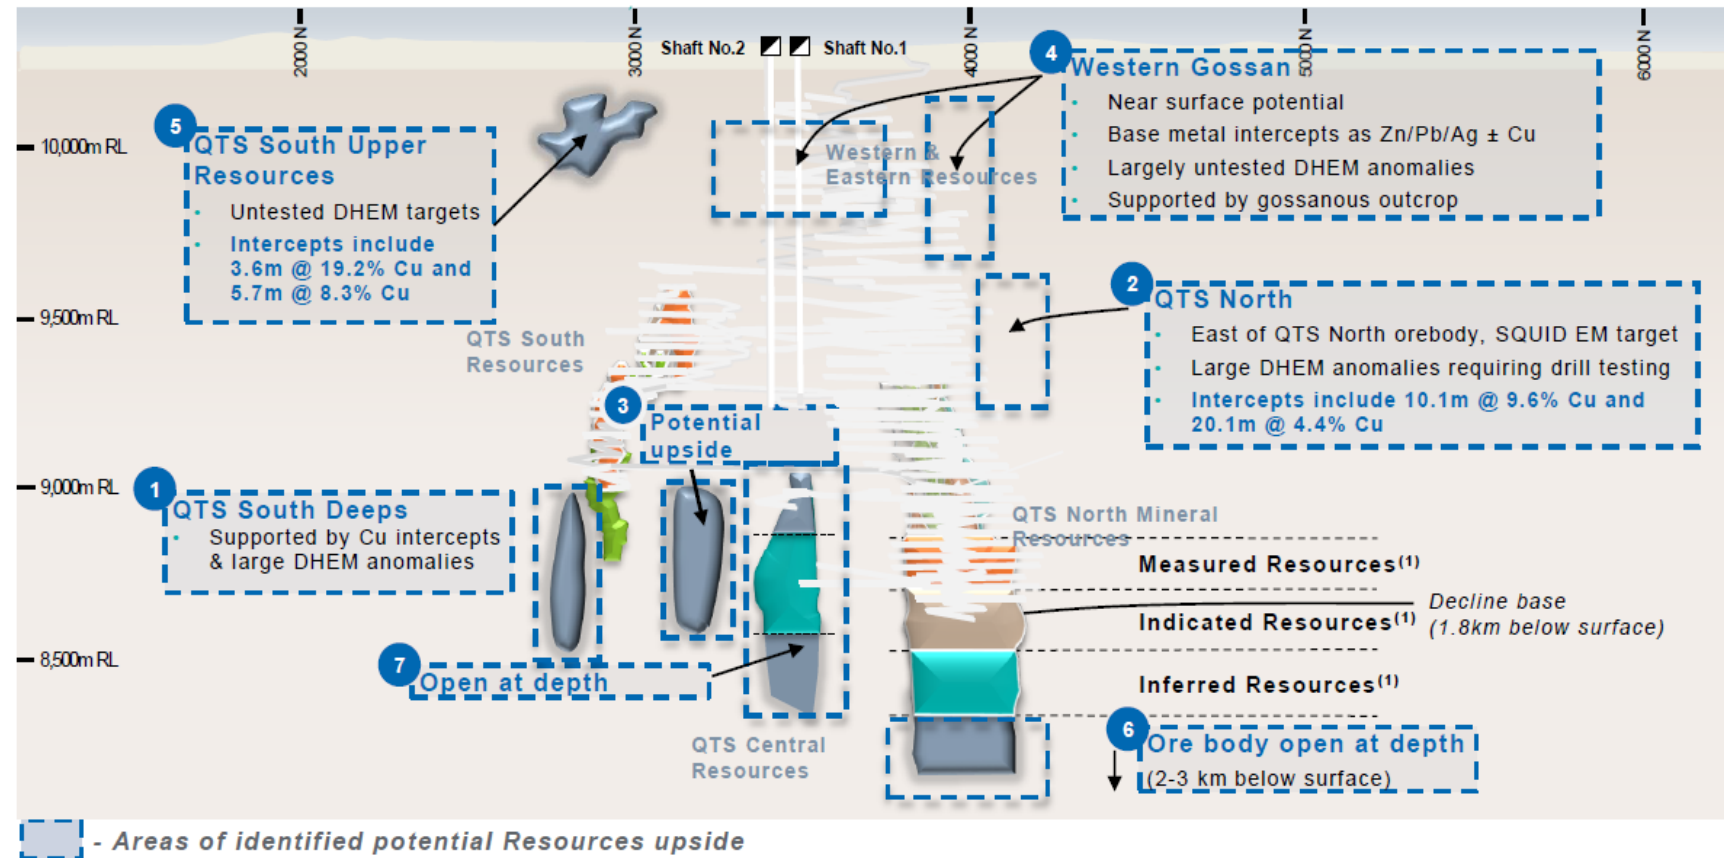 2000 N
3000 N
4000 N
5000 N
6000 N
Shaft No.2
Shaft No.1
10,000m RL
9,500m RL
9,000m RL
8,500m RL
4
Western Gossan
• Near surface potential
• Base metal intercepts as Zn/Pb/Ag ± Cu
• Largely untested DHEM anomalies
• Supported by gossanous outcrop
5
QTS South Upper
Resources
• Untested DHEM targets
• Intercepts include
3.6m @ 19.2% Cu and
5.7m @ 8.3% Cu
Western &
Eastern Resources
2
QTS North
• East of QTS North orebody, SQUID EM target
• Large DHEM anomalies requiring drill testing
• Intercepts include 10.1m @ 9.6% Cu and
20.1m @ 4.4% Cu
QTS South
Resources
3
Potential
upside
1
QTS South Deeps
• Supported by Cu intercepts
& large DHEM anomalies
QTS North Mineral
Resources
Measured Resources(1)
Indicated Resources(1)
Decline base
(1.8km below surface)
Inferred Resources(1)
7
Open at depth
QTS Central
Resources
6
Ore body open at depth
(2-3 km below surface)
- Areas of identified potential Resources upside